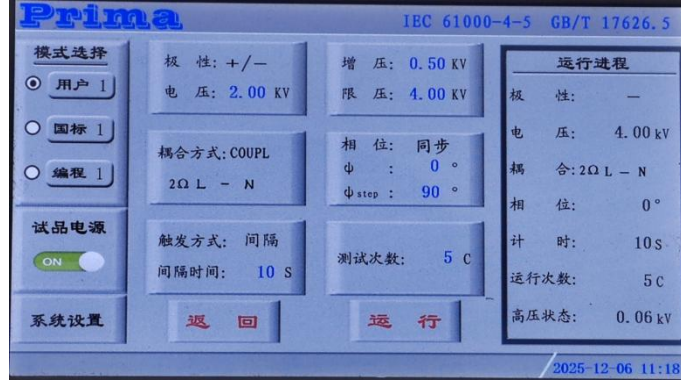 Prima
IEC 61000-4-5 GB/T 17626.5
模式选择
用户 1
国标 1
编程 1
试品电源
ON
系统设置
极 性: +/-
电 压: 2.00 KV
增 压: 0.50 KV
限 压: 4.00 KV
耦合方式: COUPL
2Ω L - N
相 位: 同步
ψ : 0 °
ψstep : 90 °
触发方式: 间隔
间隔时间: 10 S
测试次数: 5 C
返 回
运 行
运行进程
极 性: -
电 压: 4.00 kV
耦 合: 2Ω L - N
相 位: 0°
计 时: 10 s
运行次数: 5 C
高压状态: 0.06 kV
2025-12-06 11:18